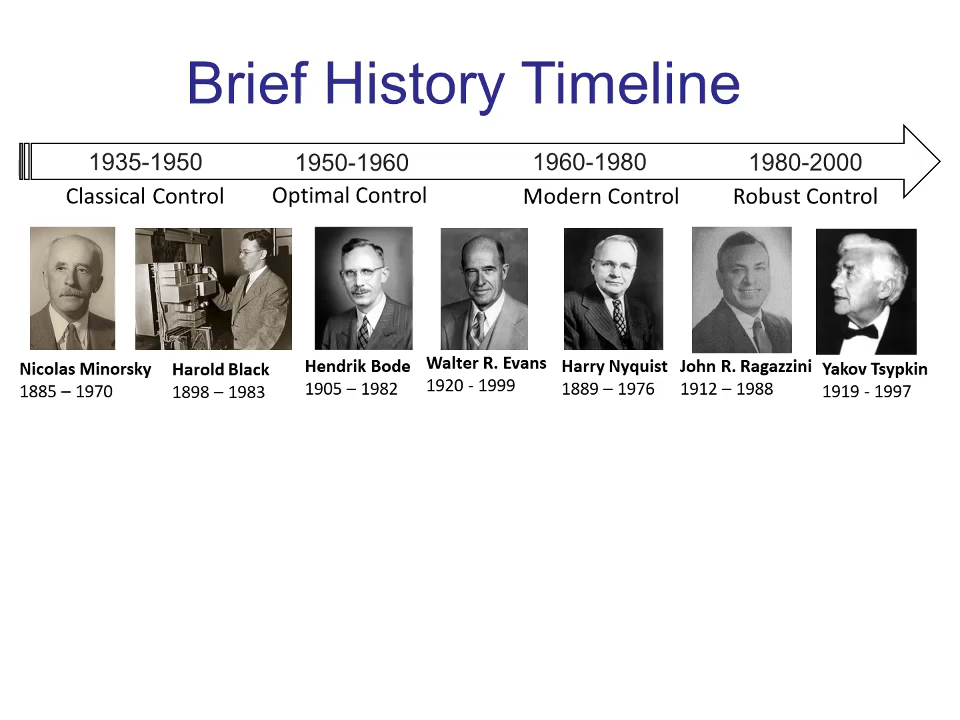 Brief History Timeline
1935-1950
1950-1960
1960-1980
1980-2000
Classical Control
Optimal Control
Modern Control
Robust Control
Nicolas Minorsky
1885 – 1970
Harold Black
1898 – 1983
Hendrik Bode
1905 – 1982
Walter R. Evans
1920 - 1999
Harry Nyquist
1889 – 1976
John R. Ragazzini
1912 – 1988
Yakov Tsypkin
1919 - 1997